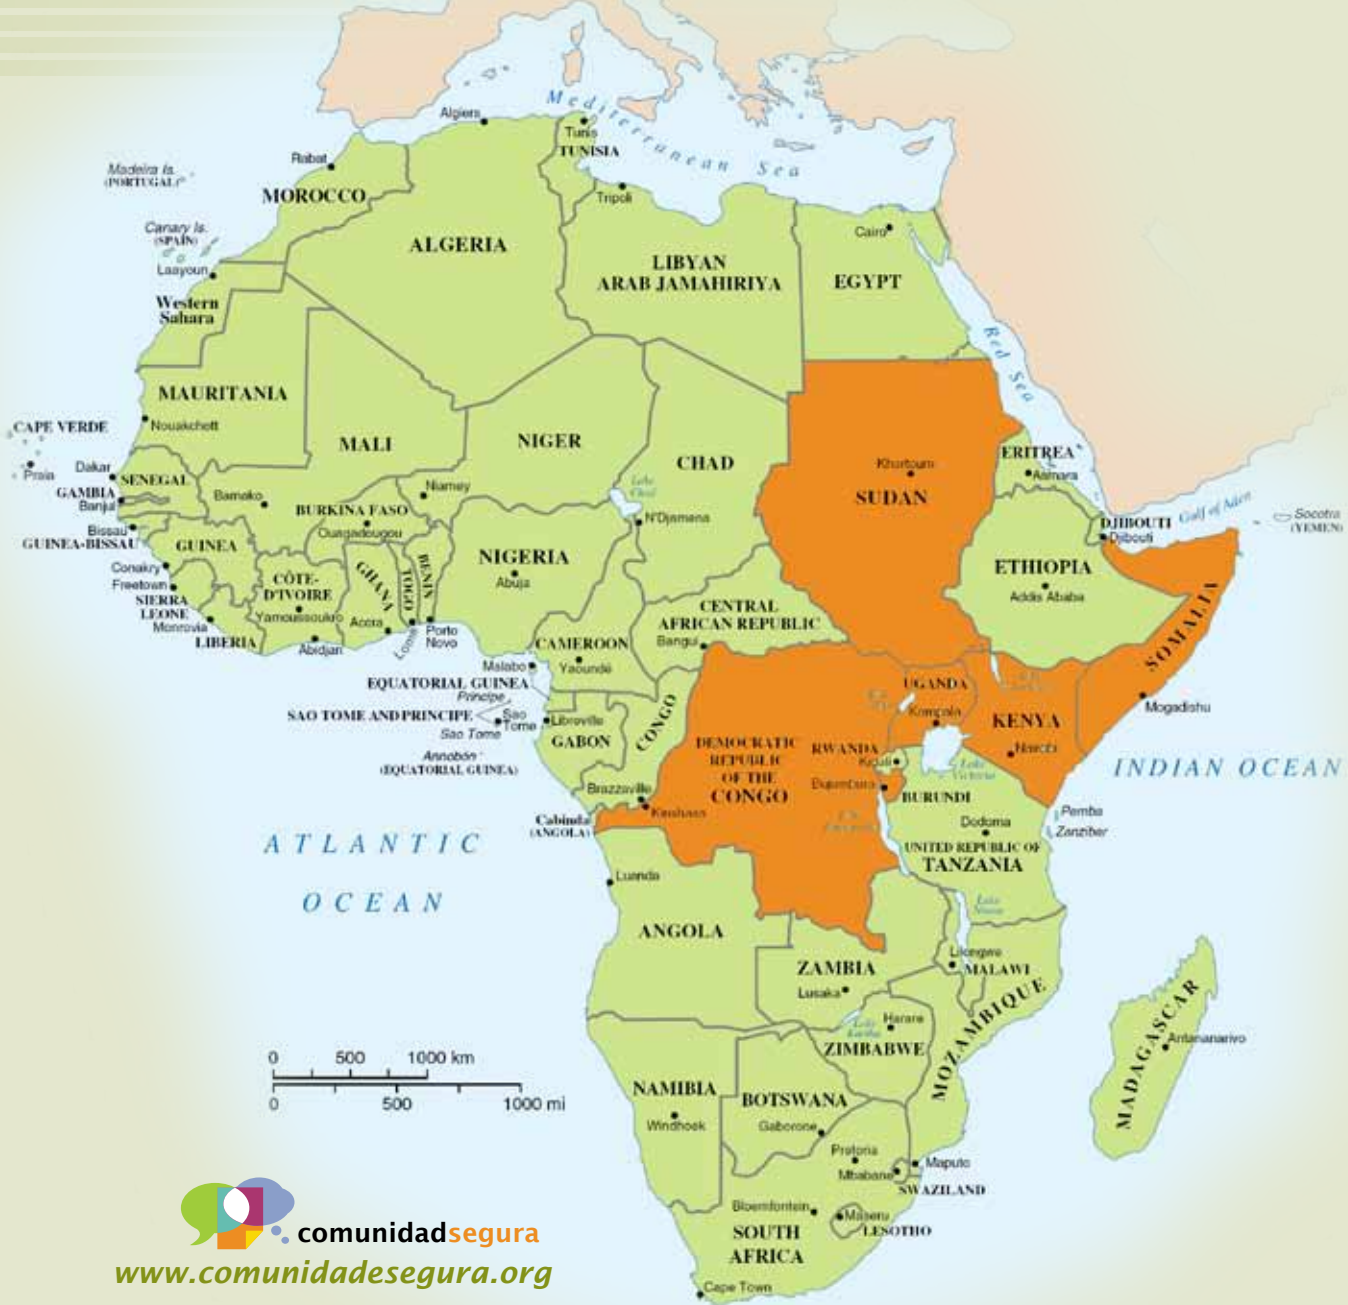 Mediterranean Sea
Algiers
Tunis
TUNISIA
Rabat
MOROCCO
Tripoli
Madeira Is.
(PORTUGAL)
Canary Is.
(SPAIN)
Laayoun
Western
Sahara
ALGERIA
LIBYAN
ARAB JAMAHIRIYA
Cairo
EGYPT
Red Sea
MAURITANIA
Nouakchott
CAPE VERDE
Praia
MALI
NIGER
CHAD
Khartoum
SUDAN
ERITREA
Asmara
Dakar
SENEGAL
GAMBIA
Banjul
Bamako
Niamey
Lake
Chad
BURKINA FASO
Ouagadougou
N'Djamena
DJIBOUTI
Djibouti
Gulf of Aden
Socotra
(YEMEN)
Bissau
GUINEA-BISSAU
GUINEA
Conakry
Freetown
SIERRA
LEONE
Monrovia
LIBERIA
CÔTE-
D'IVOIRE
Yamoussoukro
Abidjan
GHANA
Accra
TOGO
Lome
BENIN
Porto
Novo
NIGERIA
Abuja
ETHIOPIA
Addis Ababa
SOMALIA
Mogadishu
CENTRAL
AFRICAN REPUBLIC
Bangui
CAMEROON
Yaoundé
Malabo
EQUATORIAL GUINEA
Principe
SAO TOME AND PRINCIPE
Sao
Tome
Sao Tome
Annobón
(EQUATORIAL GUINEA)
Libreville
GABON
CONGO
Brazzaville
Kinshasa
Cabinda
(ANGOLA)
DEMOCRATIC
REPUBLIC
OF THE
CONGO
UGANDA
Kampala
KENYA
Nairobi
RWANDA
Kigali
Lake
Victoria
Bujumbura
BURUNDI
INDIAN OCEAN
Pemba
Zanziber
Dodoma
UNITED REPUBLIC OF
TANZANIA
ATLANTIC
OCEAN
Luanda
ANGOLA
ZAMBIA
Lusaka
Lilongwe
MALAWI
MOZAMBIQUE
Harare
ZIMBABWE
MADAGASCAR
Antananarivo
0 500 1000 km
0 500 1000 mi
NAMIBIA
Windhoek
BOTSWANA
Gaborone
Pretoria
Mbabane
Maputo
SWAZILAND
Bloemfontein
Maseru
LESOTHO
SOUTH
AFRICA
Cape Town
comunidadsegura
www.comunidadesegura.org